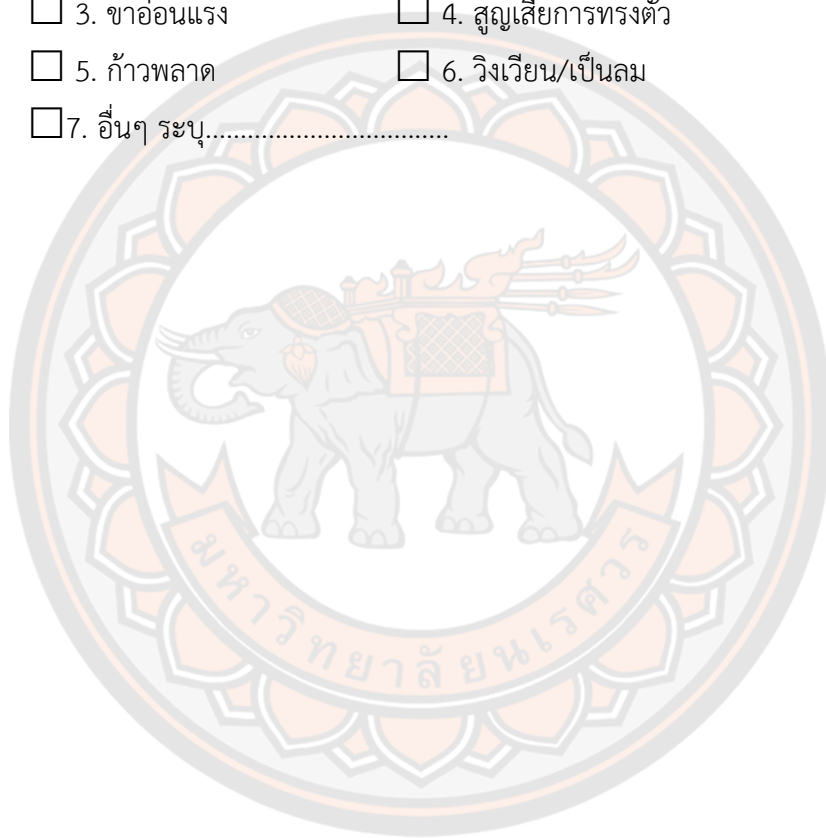 ☐ 3. ขาอ่อนแรง ☐ 4. สูญเสียการทรงตัว
☐ 5. ก้าวพลาด ☐ 6. วิงเวียน/เป็นลม
☐7. อื่นๆ ระบุ..................................
มหาวิทยาลัยนเรศวร